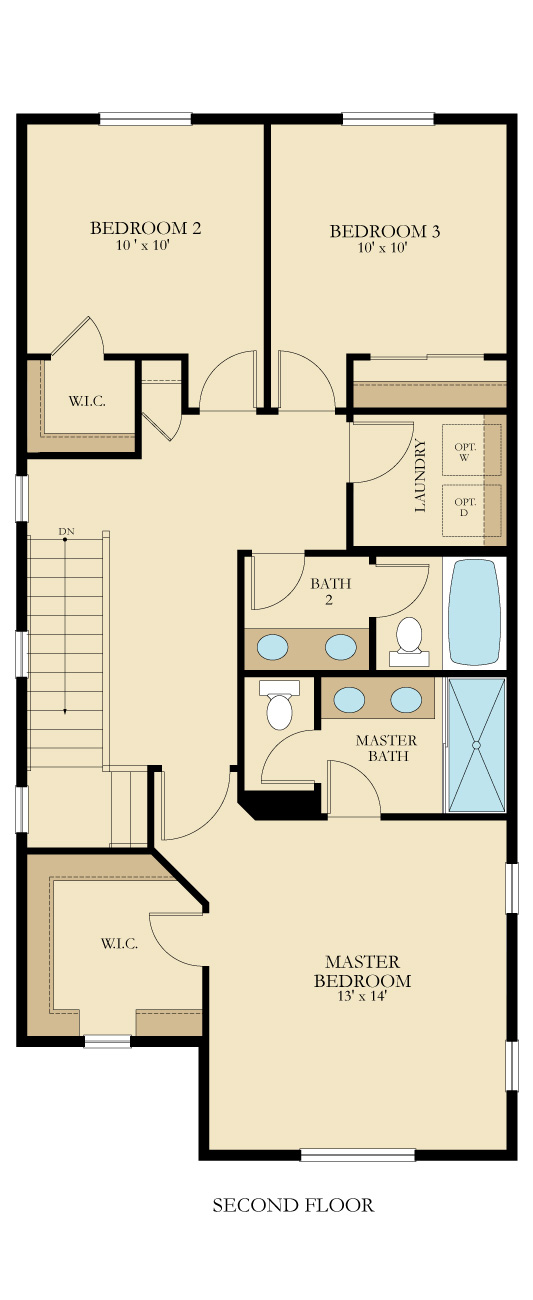 BEDROOM 2
10 ' x 10'
BEDROOM 3
10' x 10'
W.I.C.
LAUNDRY
OPT.
W
OPT.
D
DN
BATH
2
MASTER
BATH
W.I.C.
MASTER
BEDROOM
13' x 14'
SECOND FLOOR